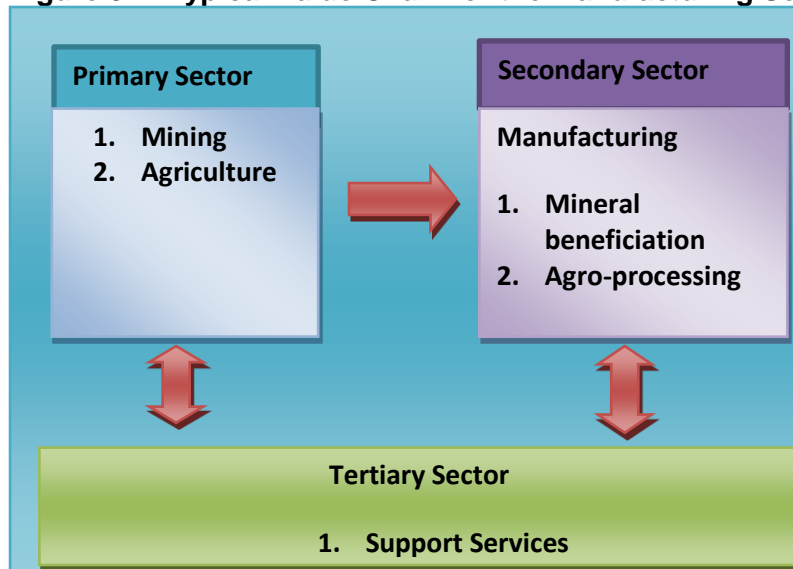 Primary Sector
1. Mining
2. Agriculture
Secondary Sector
Manufacturing
1. Mineral
beneficiation
2. Agro-processing
Tertiary Sector
1. Support Services